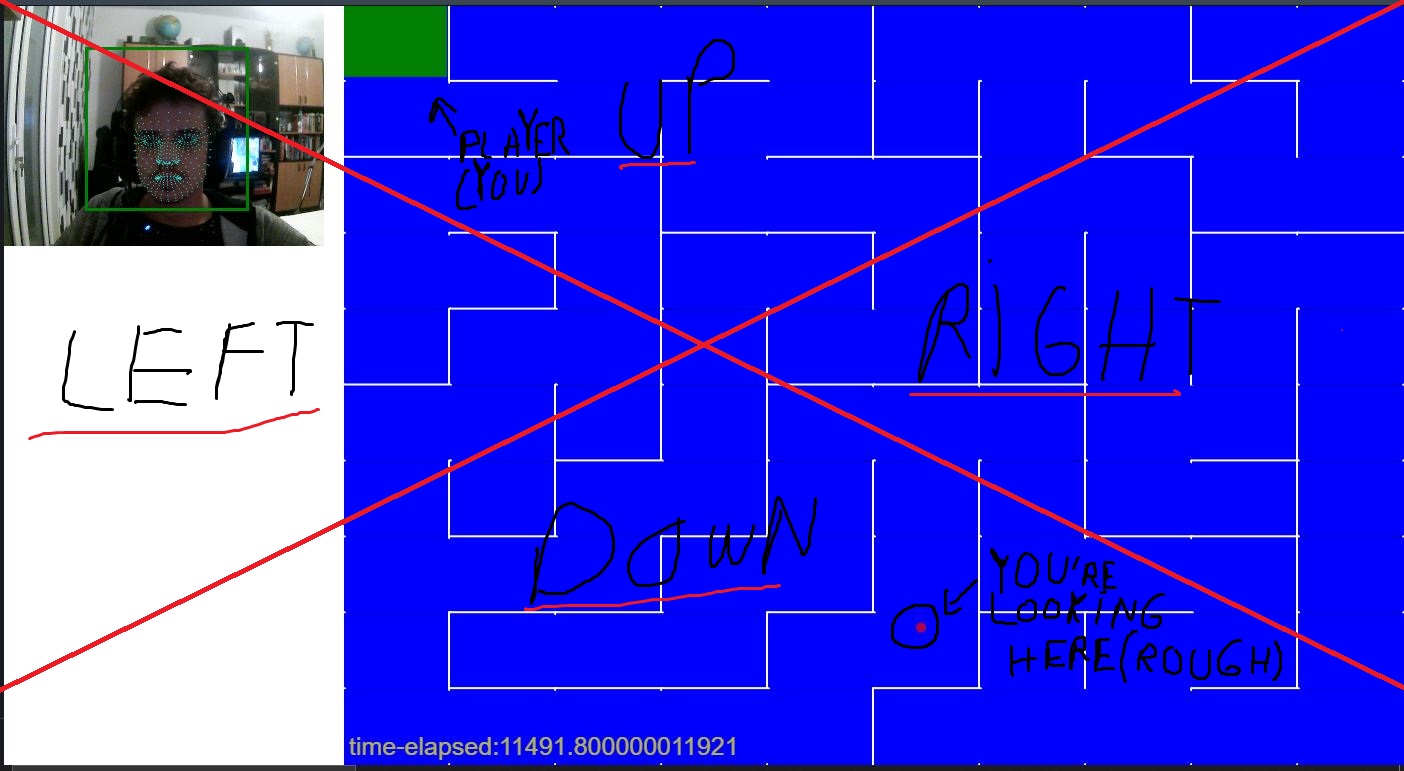 UP
PLAYER
(YOU)
LEFT
RIGHT
DOWN
YOU'RE
LOOKING
HERE(ROUGH)
time-elapsed:11491.800000011921